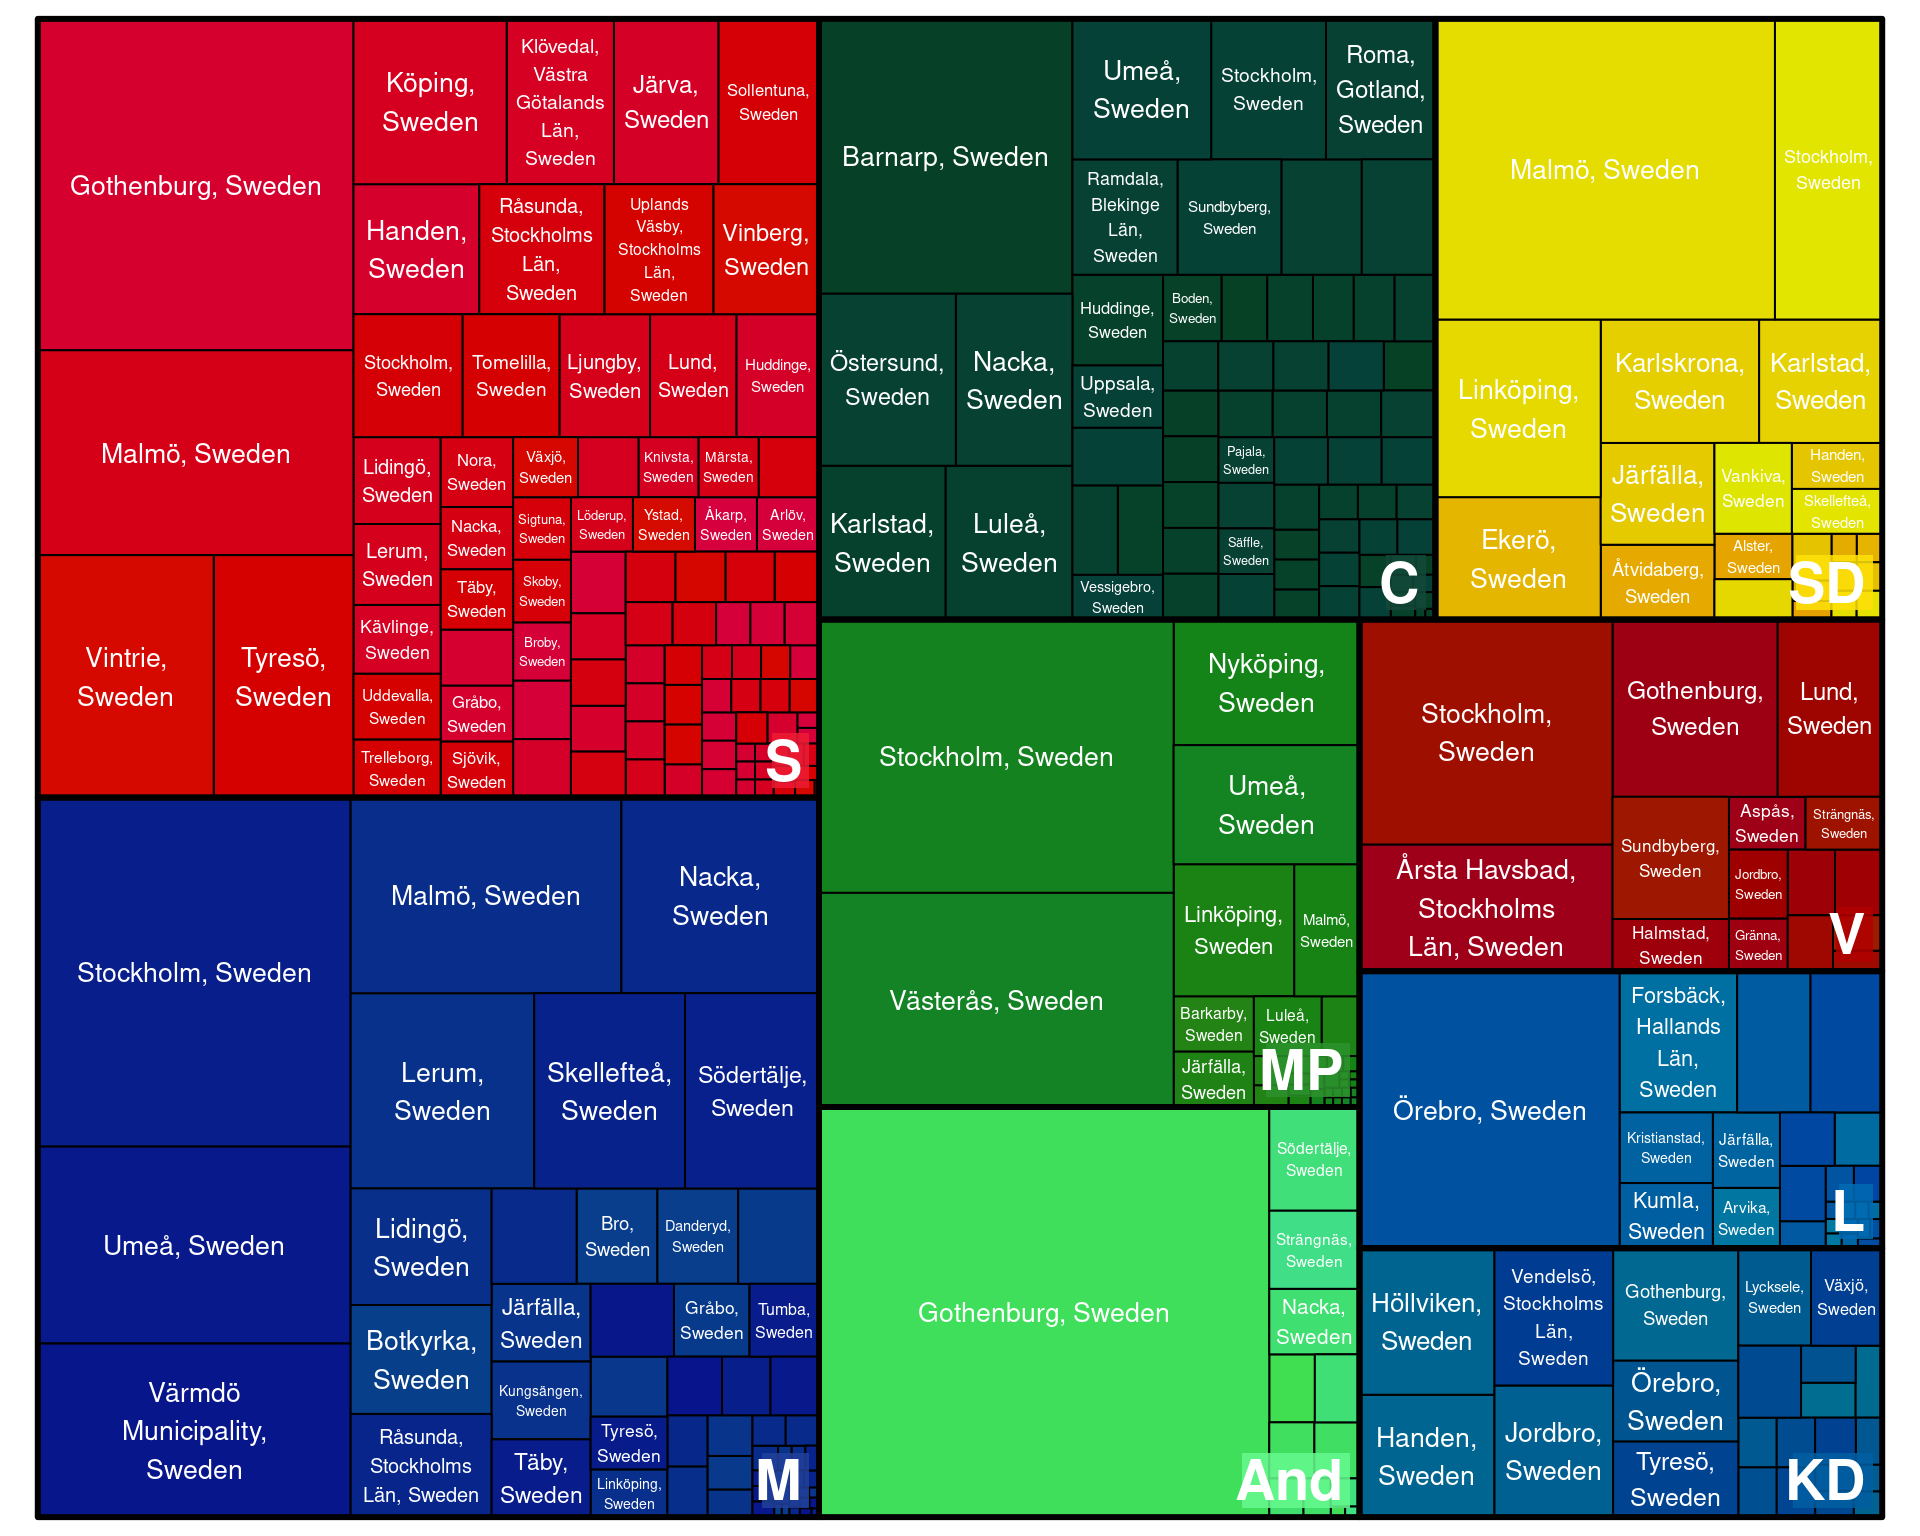 Gothenburg, Sweden
Malmö, Sweden
Vintrie,
Sweden
Tyresö,
Sweden
Köping,
Sweden
Klövedal,
Västra
Götalands
Län,
Sweden
Järva,
Sweden
Sollentuna,
Sweden
Handen,
Sweden
Råsunda,
Stockholms
Län,
Sweden
Uplands
Väsby,
Stockholms
Län,
Sweden
Vinberg,
Sweden
Stockholm,
Sweden
Tomelilla,
Sweden
Ljungby,
Sweden
Lund,
Sweden
Huddinge,
Sweden
Lidingö,
Sweden
Lerum,
Sweden
Kävlinge,
Sweden
Uddevalla,
Sweden
Trelleborg,
Sweden
Nora,
Sweden
Nacka,
Sweden
Täby,
Sweden
Gråbo,
Sweden
Sjövik,
Sweden
Växjö,
Sweden
Knivsta,
Sweden
Märsta,
Sweden
Sigtuna,
Sweden
Löderup,
Sweden
Ystad,
Sweden
Åkarp,
Sweden
Arlöv,
Sweden
Skoby,
Sweden
Broby,
Sweden
S
Stockholm, Sweden
Umeå, Sweden
Värmdö
Municipality,
Sweden
Malmö, Sweden
Nacka,
Sweden
Lerum,
Sweden
Skellefteå,
Sweden
Södertälje,
Sweden
Lidingö,
Sweden
Botkyrka,
Sweden
Råsunda,
Stockholms
Län, Sweden
Bro,
Sweden
Danderyd,
Sweden
Järfälla,
Sweden
Gråbo,
Sweden
Tumba,
Sweden
Kungsängen,
Sweden
Täby,
Sweden
Tyresö,
Sweden
Linköping,
Sweden
M
Barnarp, Sweden
Östersund,
Sweden
Nacka,
Sweden
Karlstad,
Sweden
Luleå,
Sweden
Umeå,
Sweden
Stockholm,
Sweden
Roma,
Gotland,
Sweden
Ramdala,
Blekinge
Län,
Sweden
Sundbyberg,
Sweden
Huddinge,
Sweden
Boden,
Sweden
Uppsala,
Sweden
Pajala,
Sweden
Säffle,
Sweden
Vessigebro,
Sweden
C
Stockholm, Sweden
Västerås, Sweden
Nyköping,
Sweden
Umeå,
Sweden
Linköping,
Sweden
Malmö,
Sweden
Barkarby,
Sweden
Luleå,
Sweden
Järfälla,
Sweden
MP
Gothenburg, Sweden
Södertälje,
Sweden
Strängnäs,
Sweden
Nacka,
Sweden
And
Malmö, Sweden
Stockholm,
Sweden
Linköping,
Sweden
Ekerö,
Sweden
Karlskrona,
Sweden
Karlstad,
Sweden
Järfälla,
Sweden
Åtvidaberg,
Sweden
Vankiva,
Sweden
Handen,
Sweden
Skellefteå,
Sweden
Alster,
Sweden
SD
Stockholm,
Sweden
Årsta Havsbad,
Stockholms
Län, Sweden
Gothenburg,
Sweden
Lund,
Sweden
Sundbyberg,
Sweden
Halmstad,
Sweden
Aspås,
Sweden
Strängnäs,
Sweden
Jordbro,
Sweden
Gränna,
Sweden
V
Örebro, Sweden
Forsbäck,
Hallands
Län,
Sweden
Kristianstad,
Sweden
Järfälla,
Sweden
Kumla,
Sweden
Arvika,
Sweden
L
Höllviken,
Sweden
Handen,
Sweden
Vendelsö,
Stockholms
Län,
Sweden
Jordbro,
Sweden
Gothenburg,
Sweden
Örebro,
Sweden
Tyresö,
Sweden
Lycksele,
Sweden
Växjö,
Sweden
KD